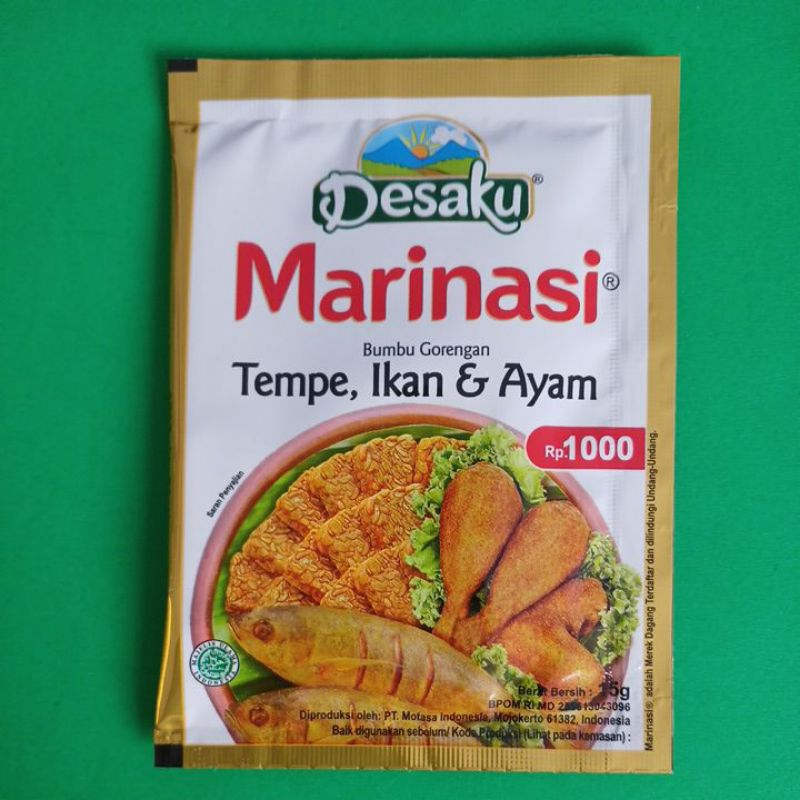 Desaku®
Marinasi®
Bumbu Gorengan
Tempe, Ikan & Ayam
Rp.1000
Saran Penyajian
Berat Bersih : 15g
BPOM RI MD
Diproduksi oleh: PT. Motasa Indonesia, Mojokerto 61382, Indonesia
Baik digunakan sebelum/ Kode Produksi (Lihat pada kemasan) :
Marinasi® adalah Merek Dagang Terdaftar dan dilindungi Undang-Undang.